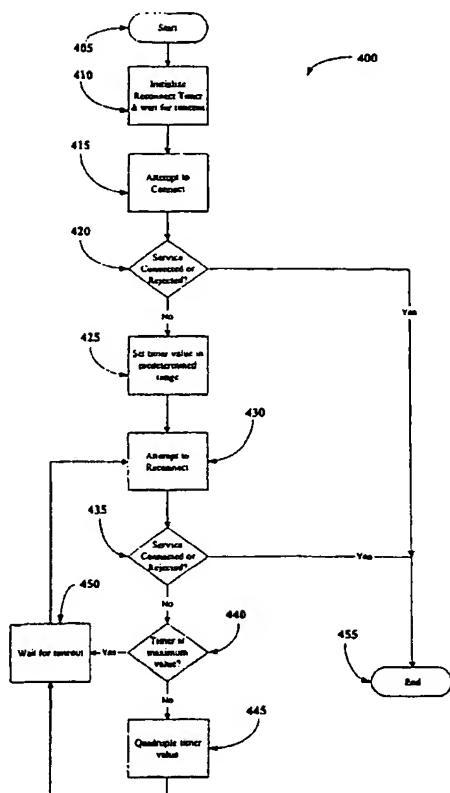 405
Start
400
410
Initialize
Reconnect Timer
& wait for timeout
415
Attempt to
Connect
420
Service
Connected or
Rejected?
Yes
No
425
Set timer value in
predetermined
range
430
Attempt to
Reconnect
435
Service
Connected or
Rejected?
Yes
450
No
440
Wait for timeout
Yes
Timer at
maximum
value?
455
End
No
445
Quadruple timer
value